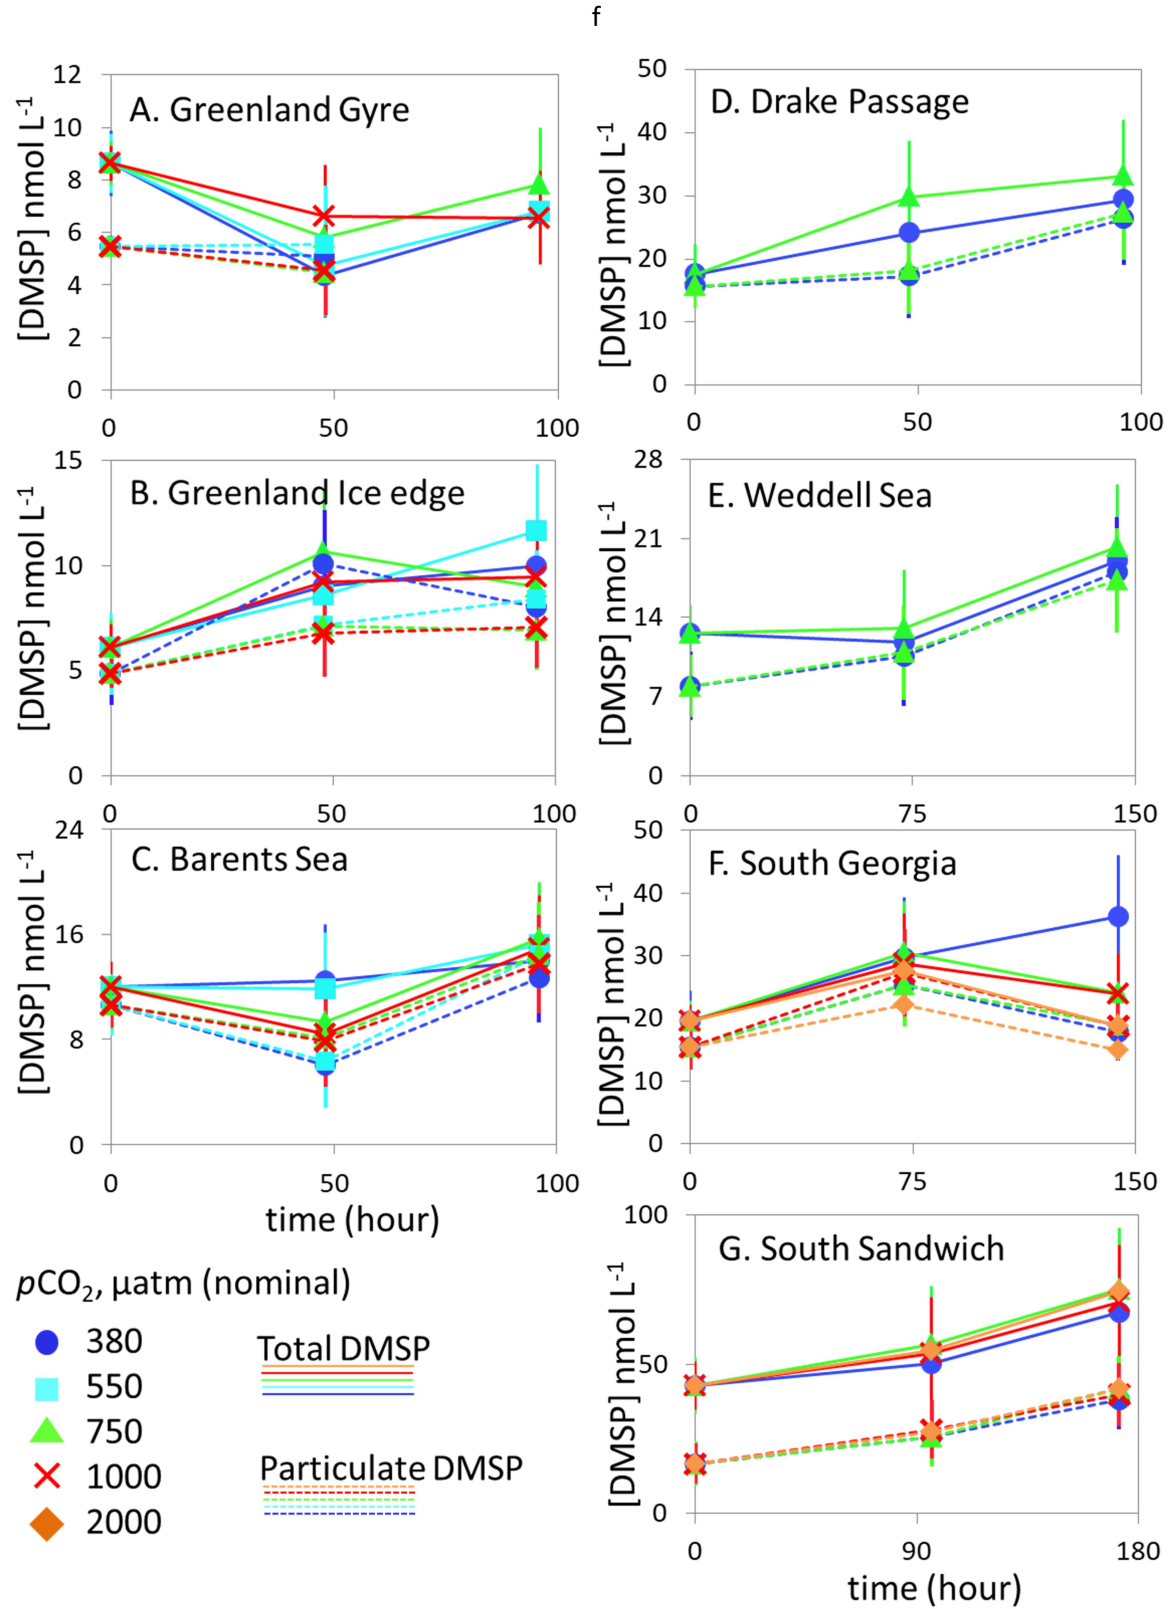 f
A. Greenland Gyre
[DMSP] nmol L-1
12
10
8
6
4
2
0
0 50 100
D. Drake Passage
[DMSP] nmol L-1
50
40
30
20
10
0
0 50 100
B. Greenland Ice edge
[DMSP] nmol L-1
15
10
5
0
0 50 100
E. Weddell Sea
[DMSP] nmol L-1
28
21
14
7
0
0 75 150
C. Barents Sea
[DMSP] nmol L-1
24
16
8
0
0 50 100
time (hour)
F. South Georgia
[DMSP] nmol L-1
50
40
30
20
10
0
0 75 150
G. South Sandwich
[DMSP] nmol L-1
100
50
0
0 90 180
time (hour)
pCO2, µatm (nominal)
380
550
750
1000
2000
Total DMSP
Particulate DMSP